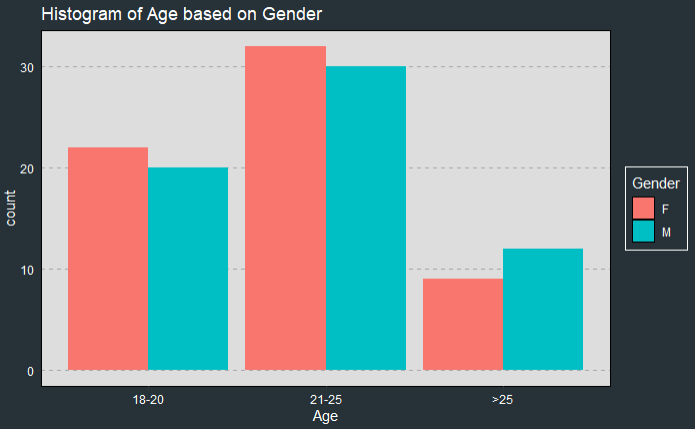 Histogram of Age based on Gender
30
20
10
0
count
18-20
21-25
>25
Age
Gender
F
M